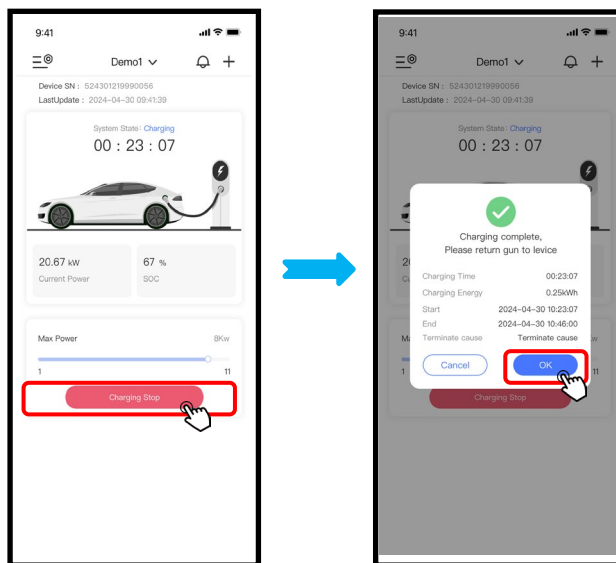 9:41
Demo1
Device SN : 524301219990056
LastUpdate : 2024-04-30 09:41:39
System State: Charging
00 : 23 : 07
20.67 kW
67 %
Current Power
SOC
Max Power
8Kw
1
11
Charging Stop
9:41
Demo1
Device SN : 524301219990056
LastUpdate : 2024-04-30 09:41:39
System State: Charging
00 : 23 : 07
Charging complete,
Please return gun to levice
Charging Time 00:23:07
Charging Energy 0.25kWh
Start 2024-04-30 10:23:07
End 2024-04-30 10:46:00
Terminate cause Terminate cause
Cancel
OK
1
11
Charging Stop